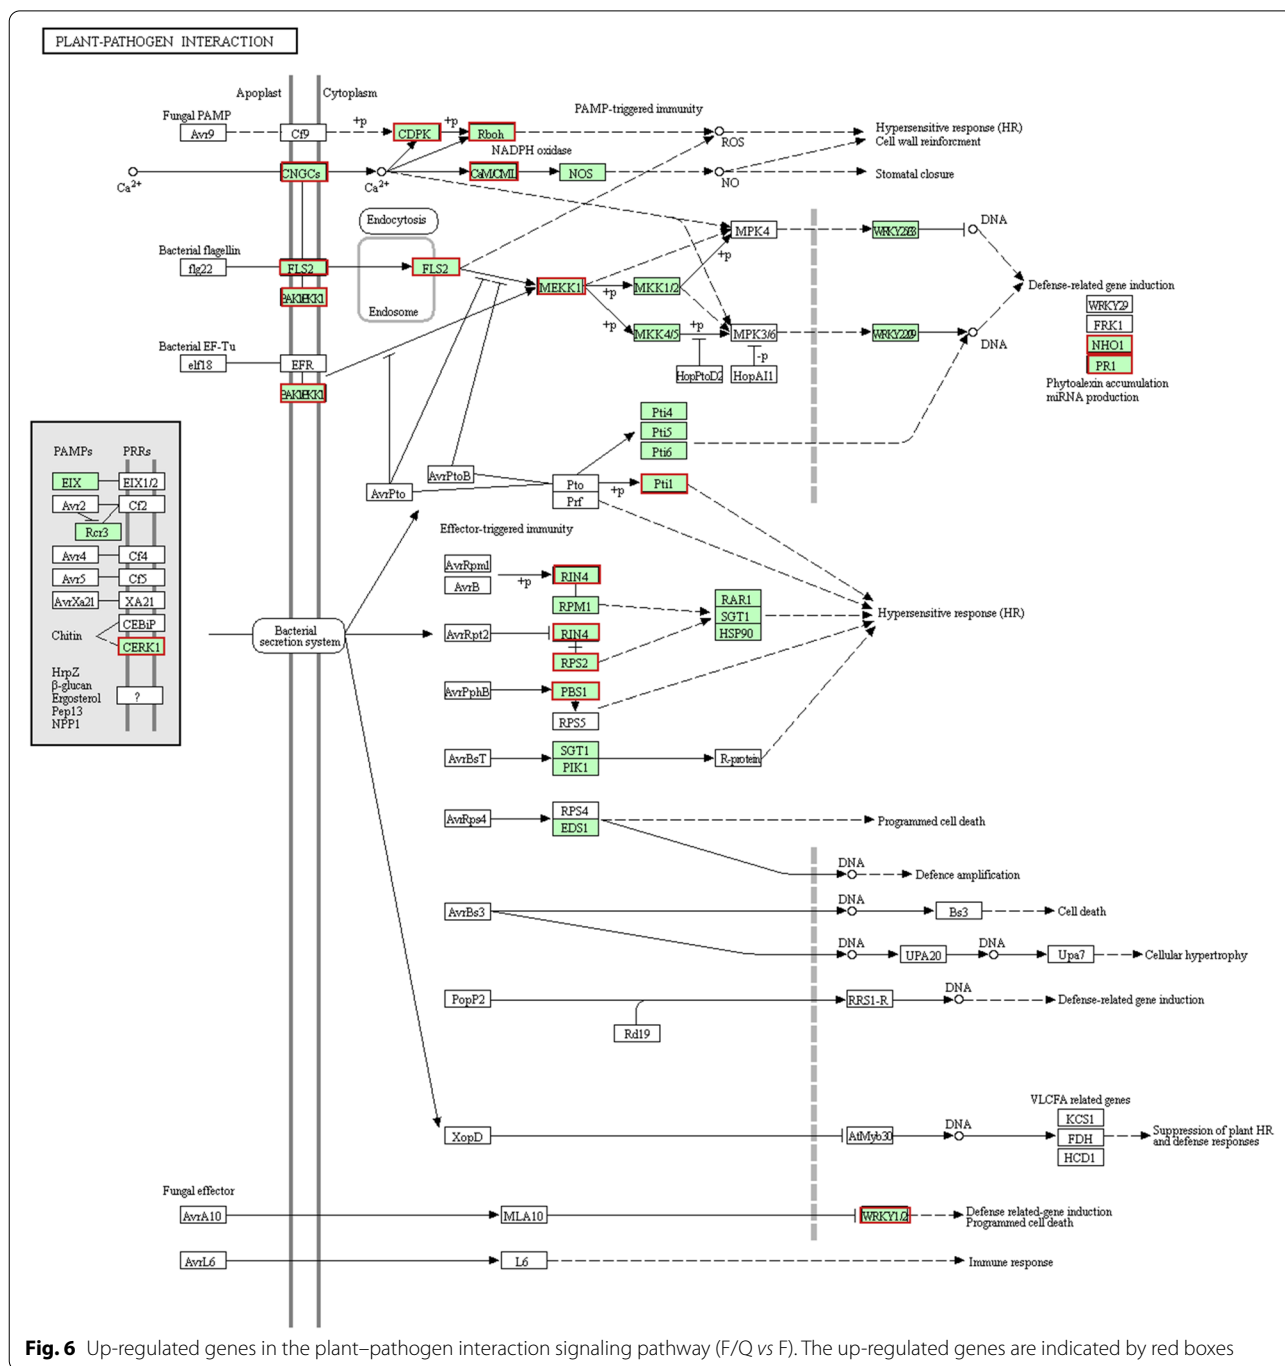 PLANT-PATHOGEN INTERACTION
Apoplast
Cytoplasm
Fungal PAMP
Avr9
Cf9
+p
CDPK
+p
Rboh
PAMP-triggered immunity
ROS
Hypersensitive response (HR)
Cell wall reinforcment
NADPH oxidase
Ca2+
CNGCs
Ca2+
CaM/CML
NOS
NO
Stomatal closure
Endocytosis
MPK4
DNA
Bacterial flagellin
flg22
FLS2
FLS2
Endosome
MEKK1
+p
MKK1/2
+p
+p
MKK4/5
+p
MPK3/6
DNA
-p
HopPtoD2
HopAI1
Defense-related gene induction
WRKY29
FRK1
NHO1
PR1
Phytoalexin accumulation
miRNA production
Bacterial EF-Tu
elf18
EFR
Pti4
Pti5
Pti6
AvrPtoB
AvrPto
Pto
Prf
+p
Pti1
PAMPs
PRRs
EIX
EIX1/2
Avr2
Cf2
Rcr3
Avr4
Cf4
Avr5
Cf5
AvrXa21
XA21
CEBiP
Chitin
CERK1
HrpZ
β-glucan
Ergosterol
Pep13
NPP1
?
Effector-triggered immunity
AvrRpm1
AvrB
+p
RIN4
RPM1
RAR1
SGT1
HSP90
Hypersensitive response (HR)
Bacterial
secretion system
AvrRpt2
RIN4
RPS2
AvrPphB
PBS1
RPS5
AvrBsT
SGT1
PIK1
R-protein
AvrRps4
RPS4
EDS1
Programmed cell death
DNA
Defence amplification
AvrBs3
DNA
Bs3
Cell death
DNA
UPA20
DNA
Upa7
Cellular hypertrophy
PopP2
Rd19
RRS1-R
DNA
Defense-related gene induction
VLCFA related genes
KCS1
FDH
HCD1
XopD
AtMyb30
DNA
Suppression of plant HR
and defense responses
Fungal effector
AvrA10
MLA10
WRKY1/2
Defense related-gene induction
Programmed cell death
AvrL6
L6
Immune response
Fig. 6 Up-regulated genes in the plant–pathogen interaction signaling pathway (F/Q vs F). The up-regulated genes are indicated by red boxes